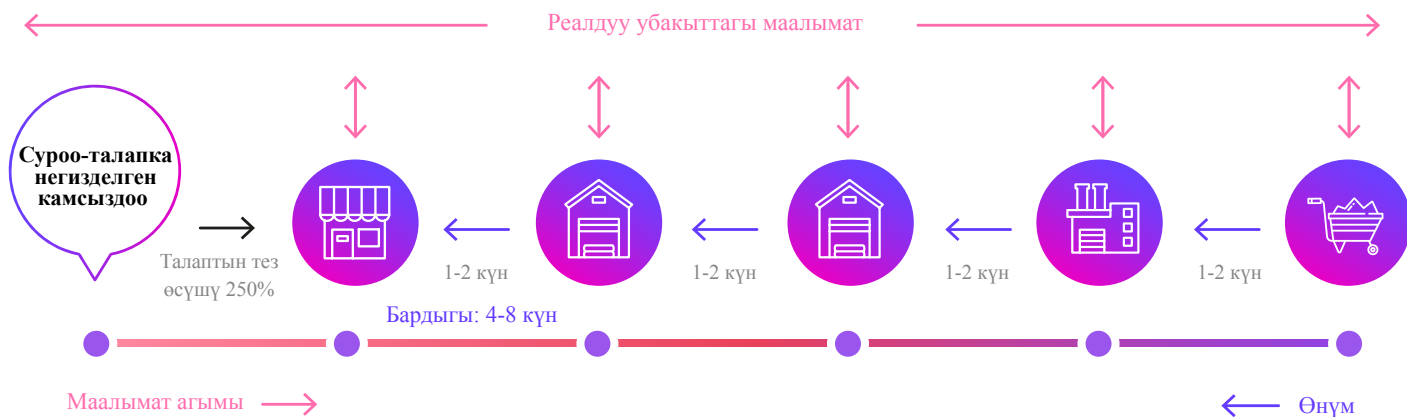 Реалдуу убакыттагы маалымат
Суроо-талапка
негизделген
камсыздоо
Талаптын тез
өсүшү 250%
1-2 күн
1-2 күн
1-2 күн
1-2 күн
Бардыгы: 4-8 күн
Маалымат агымы
Өнүм